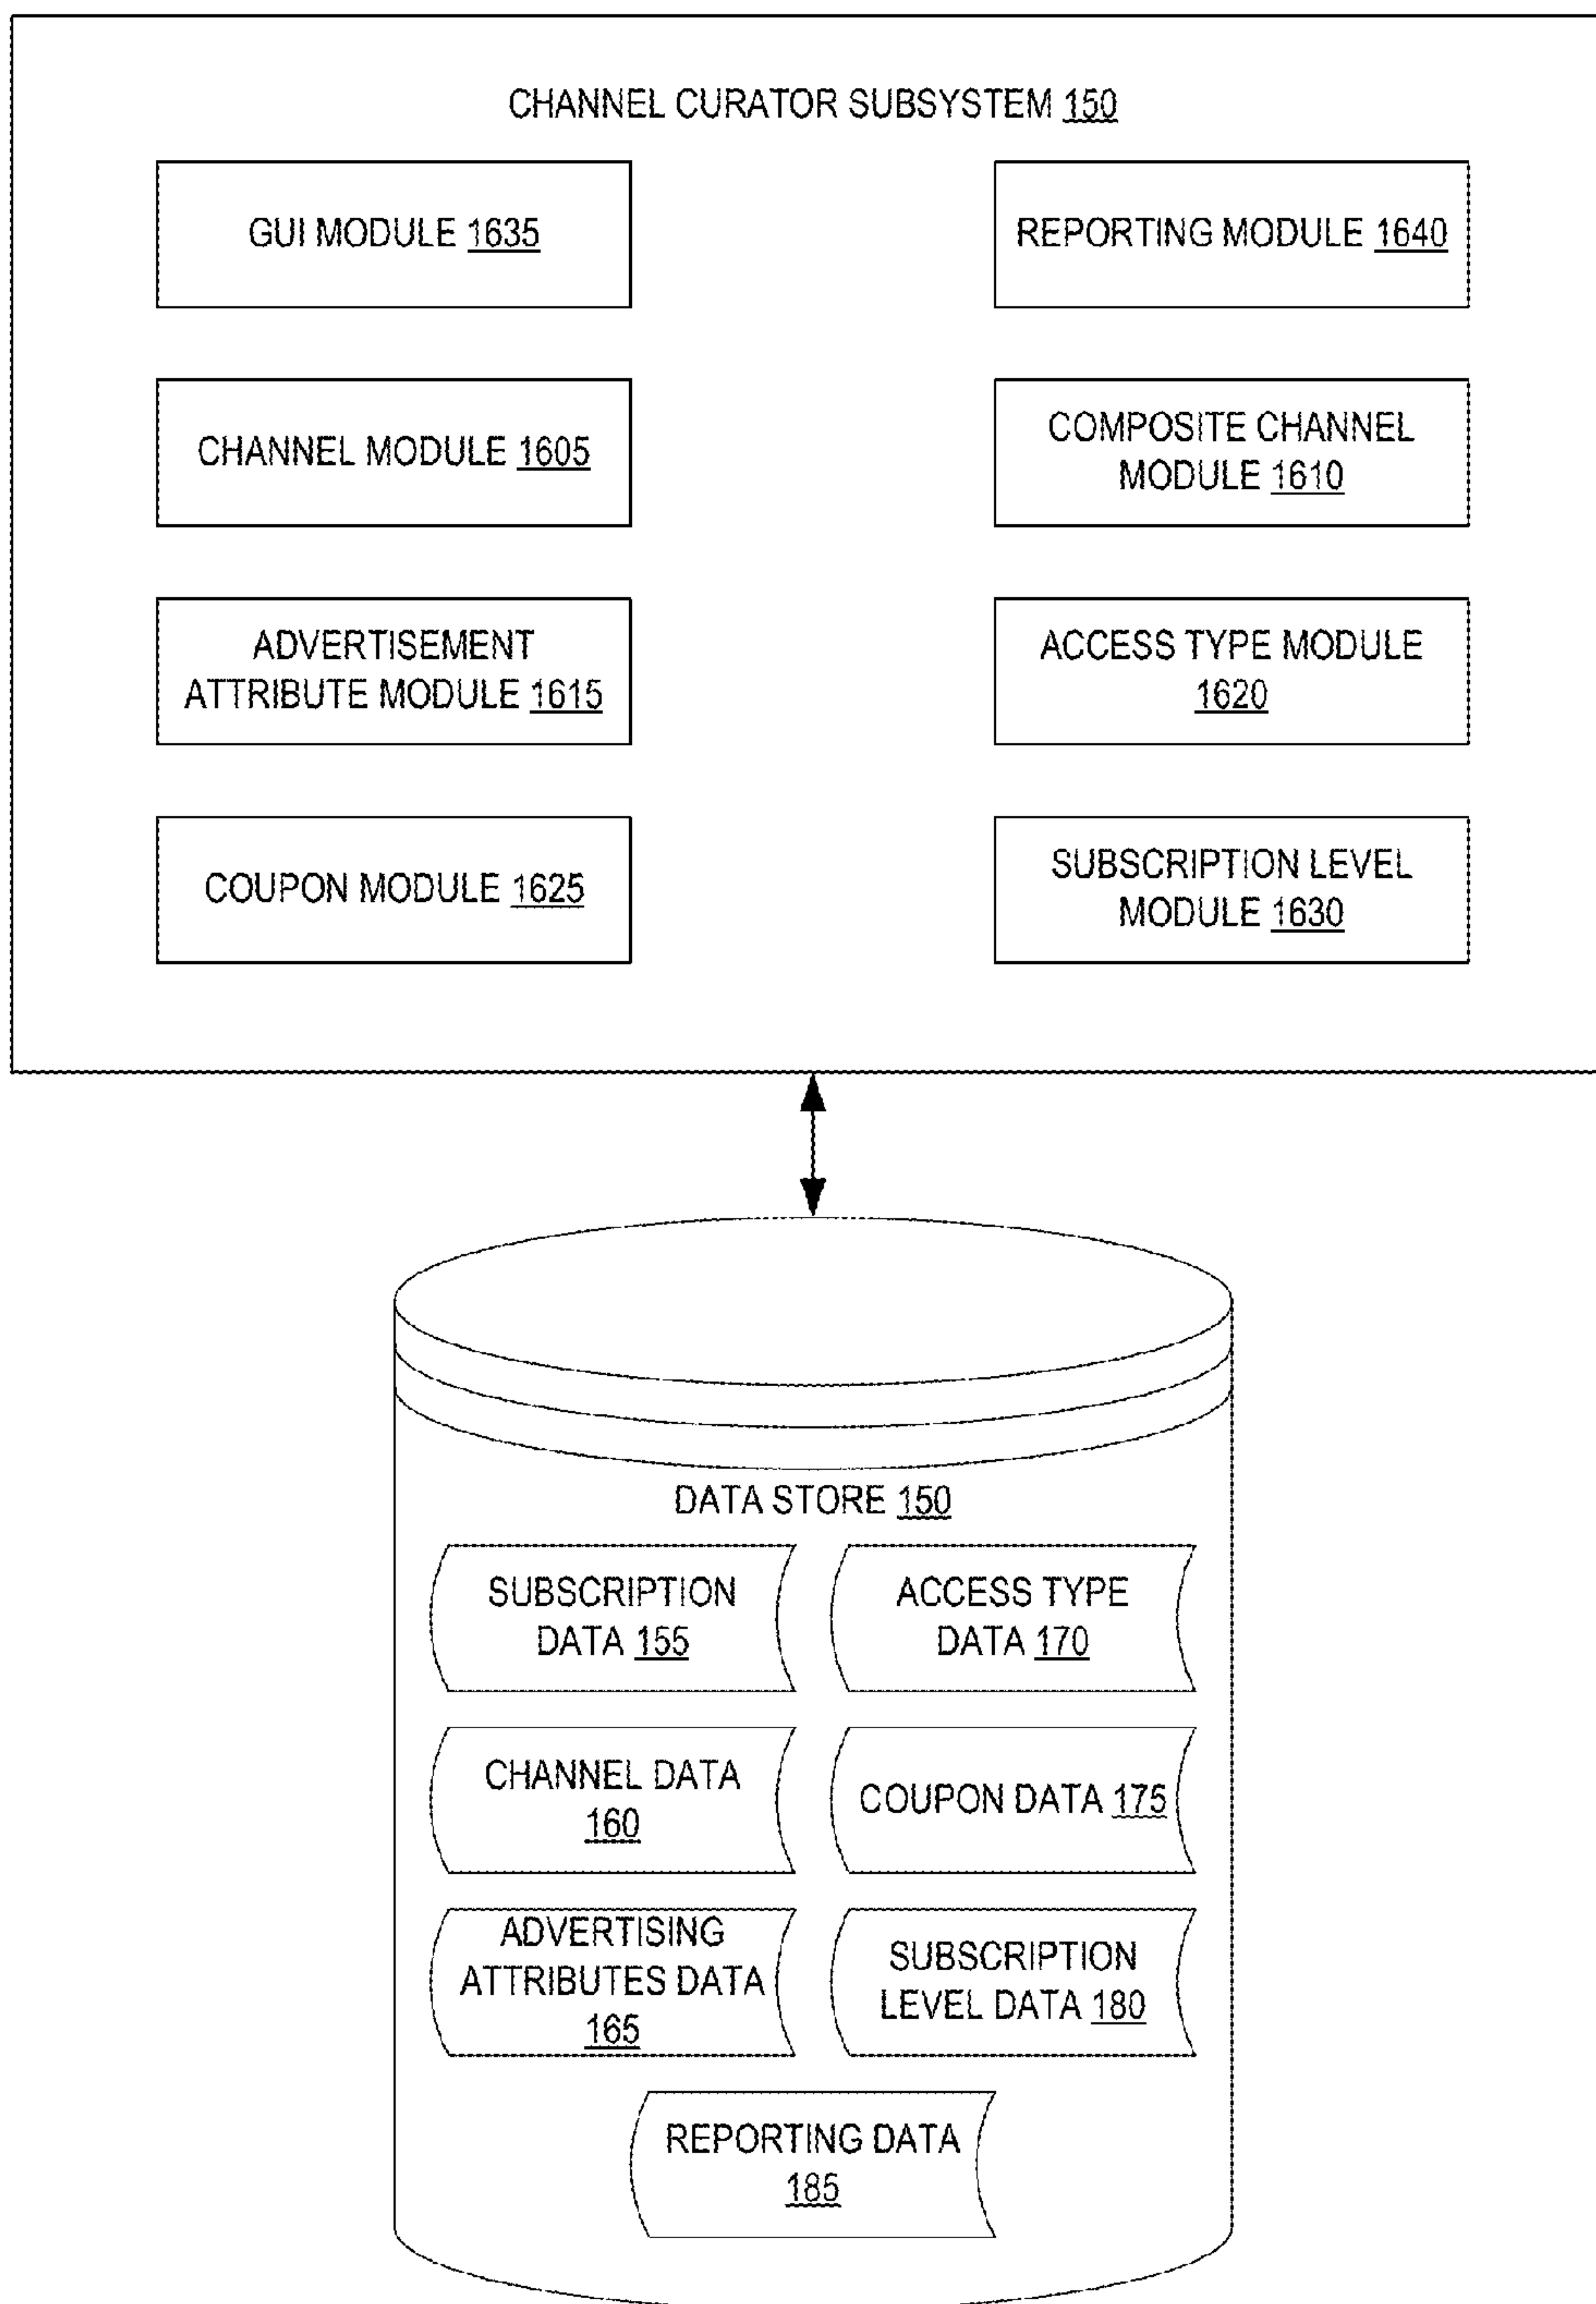 CHANNEL CURATOR SUBSYSTEM 150
GUI MODULE 1635
REPORTING MODULE 1640
CHANNEL MODULE 1605
COMPOSITE CHANNEL
MODULE 1610
ADVERTISEMENT
ATTRIBUTE MODULE 1615
ACCESS TYPE MODULE
1620
COUPON MODULE 1625
SUBSCRIPTION LEVEL
MODULE 1630
DATA STORE 150
SUBSCRIPTION
DATA 155
ACCESS TYPE
DATA 170
CHANNEL DATA
160
COUPON DATA 175
ADVERTISING
ATTRIBUTES DATA
165
SUBSCRIPTION
LEVEL DATA 180
REPORTING DATA
185